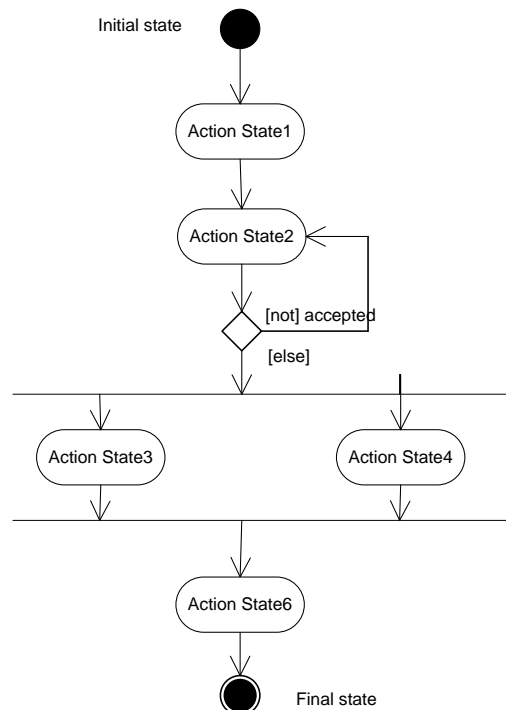 Initial state
Action State1
Action State2
[not] accepted
[else]
Action State3
Action State4
Action State6
Final state